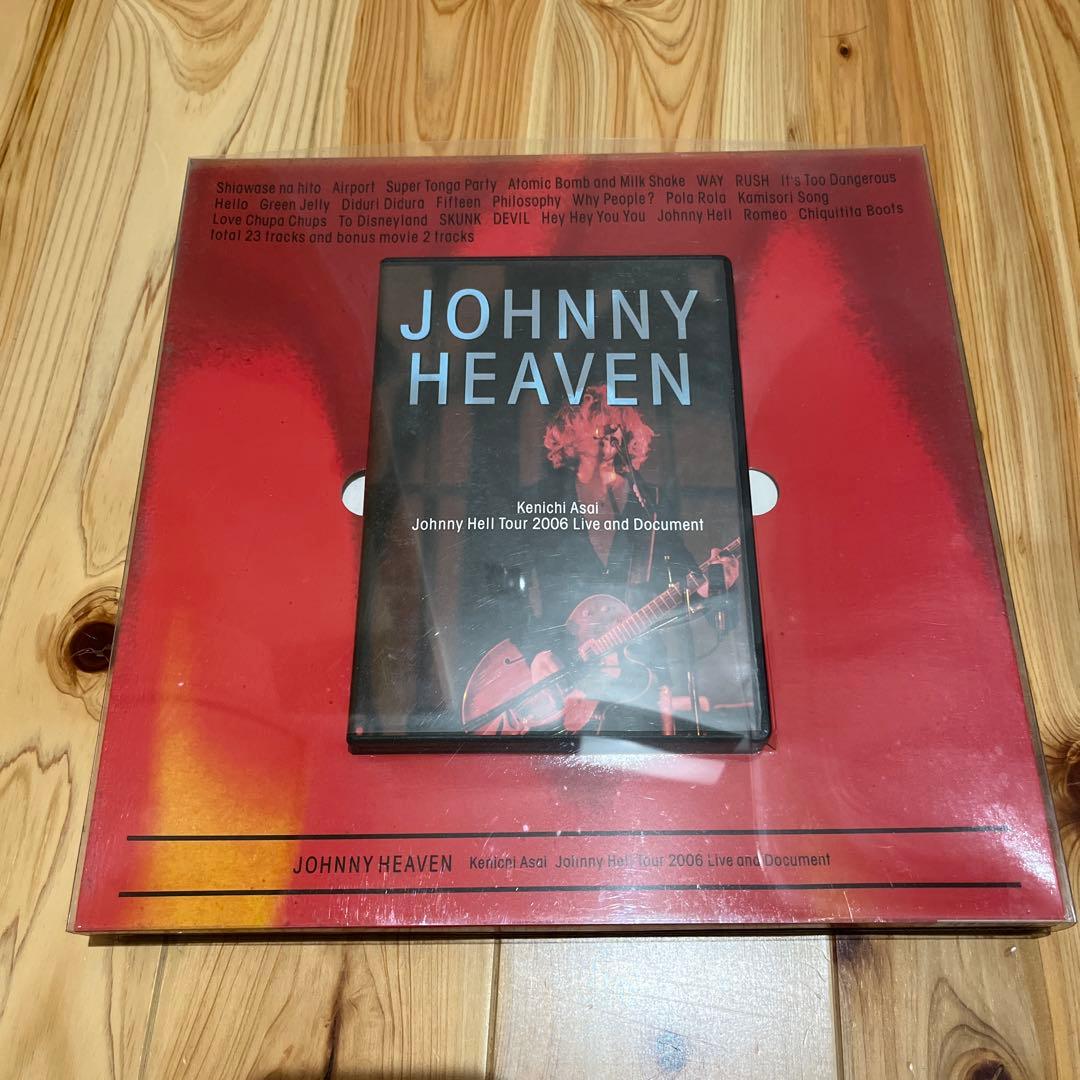 Shiawase na hito Airport Super Tonga Party Atomic Bomb and Milk Shake WAY RUSH It's Too Dangerous
Hello Green Jelly Diduri Didura Fifteen Philosophy Why People? Pola Rola Kamisori Song
Love Chupa Chups To Disneyland SKUNK DEVIL Hey Hey You You Johnny Hell Romeo Chiquitita Boots
total 23 tracks and bonus movie 2 tracks
JOHNNY
HEAVEN
Kenichi Asai
Johnny Hell Tour 2006 Live and Document
JOHNNY HEAVEN Kenichi Asai Johnny Hell Tour 2006 Live and Document